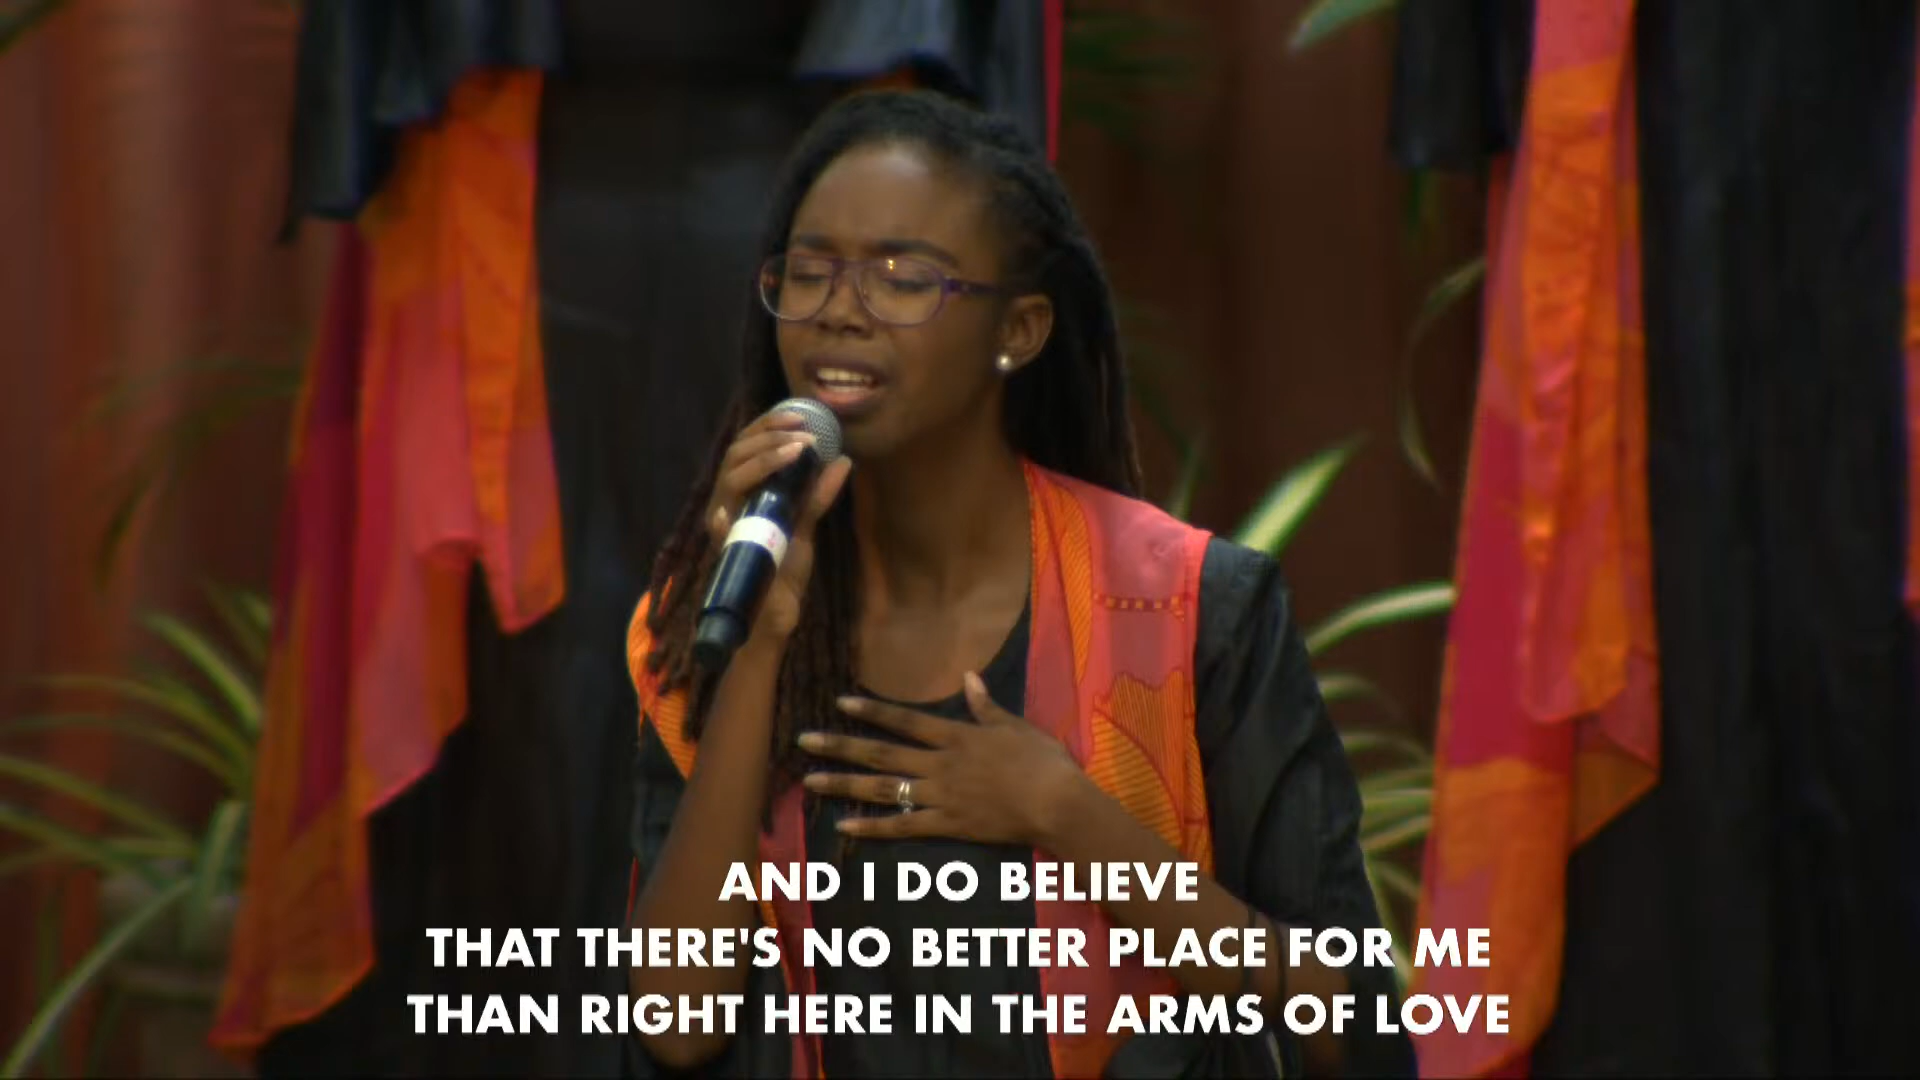 AND I DO BELIEVE
THAT THERE'S NO BETTER PLACE FOR ME
THAN RIGHT HERE IN THE ARMS OF LOVE